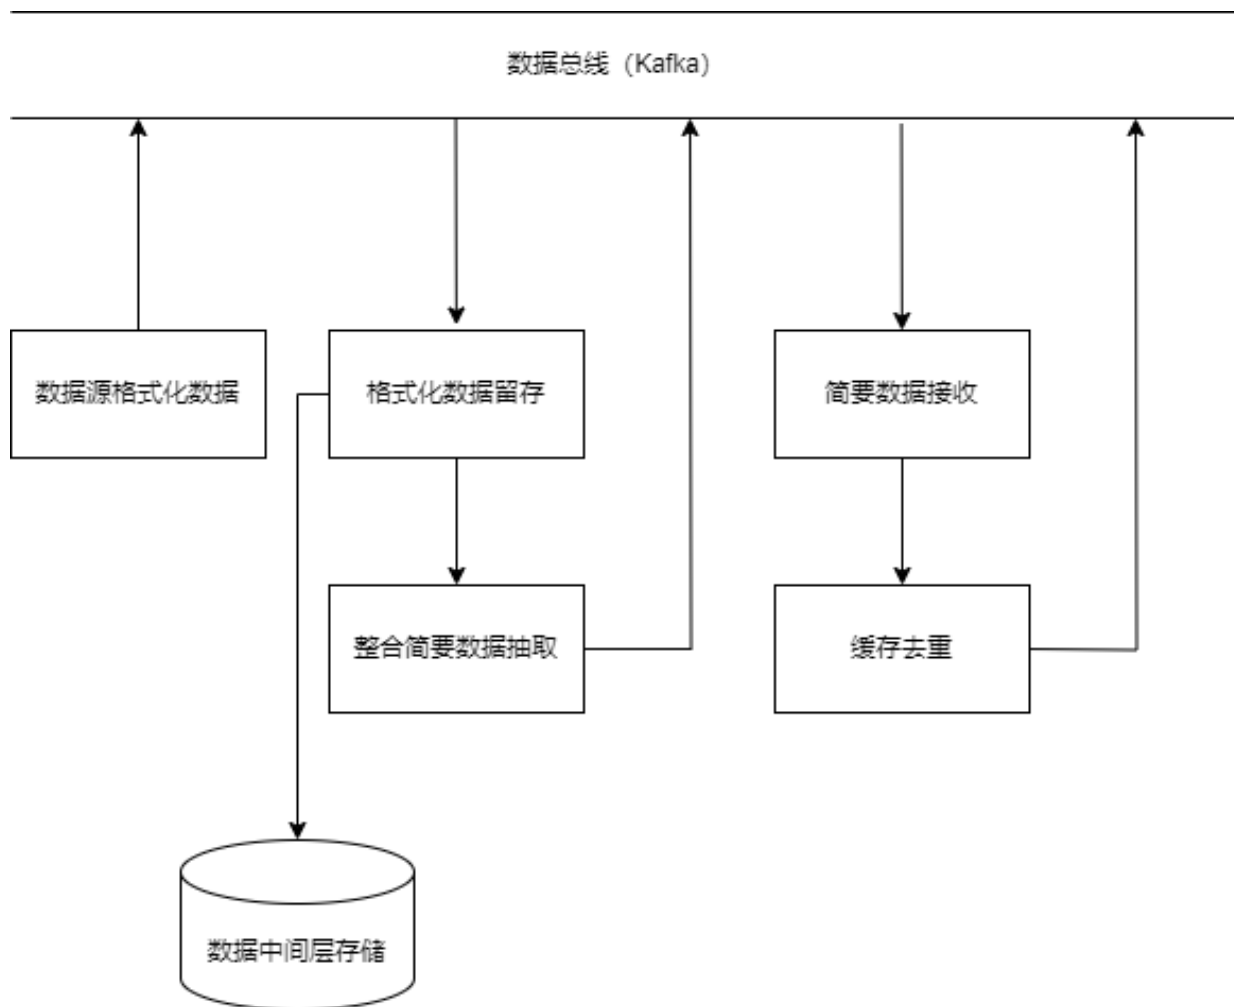 数据总线（Kafka）
数据源格式化数据
格式化数据留存
简要数据接收
整合简要数据抽取
缓存去重
数据中间层存储